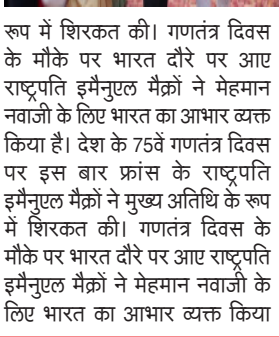 रूप में शिरकत की। गणतंत्र दिवस
के मौके पर भारत दौरे पर आए
राष्ट्रपति इमैनुएल मैक्रों ने मेहमान
नवाजी के लिए भारत का आभार व्यक्त
किया है। देश के 75वें गणतंत्र दिवस
पर इस बार फ्रांस के राष्ट्रपति
इमैनुएल मैक्रों ने मुख्य अतिथि के रूप
में शिरकत की। गणतंत्र दिवस के
मौके पर भारत दौरे पर आए राष्ट्रपति
इमैनुएल मैक्रों ने मेहमान नवाजी के
लिए भारत का आभार व्यक्त किया